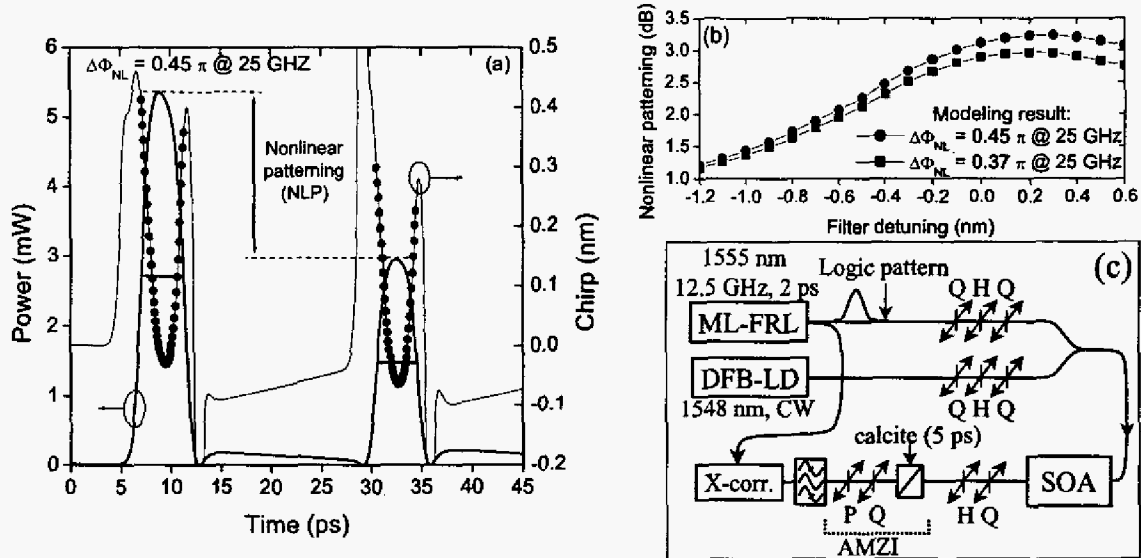 (a)
ΔΦNL = 0.45 π @ 25 GHZ
Nonlinear
patterning
(NLP)
Power (mW)
6
5
4
3
2
1
0
0 5 10 15 20 25 30 35 40 45
Time (ps)
Chirp (nm)
0.5
0.4
0.3
0.2
0.1
0.0
-0.1
-0.2
(b)
Nonlinear patterning (dB)
3.5
3.0
2.5
2.0
1.5
1.0
Modeling result:
ΔΦNL = 0.45 π @ 25 GHZ
ΔΦNL = 0.37 π @ 25 GHZ
-1.2 -1.0 -0.8 -0.6 -0.4 -0.2 0.0 0.2 0.4 0.6
Filter detuning (nm)
(c)
1555 nm
12.5 GHz, 2 ps
Logic pattern
Q H Q
ML-FRL
DFB-LD
1548 nm, CW
Q H Q
calcite (5 ps)
X-corr.
SOA
P Q
H Q
AMZI